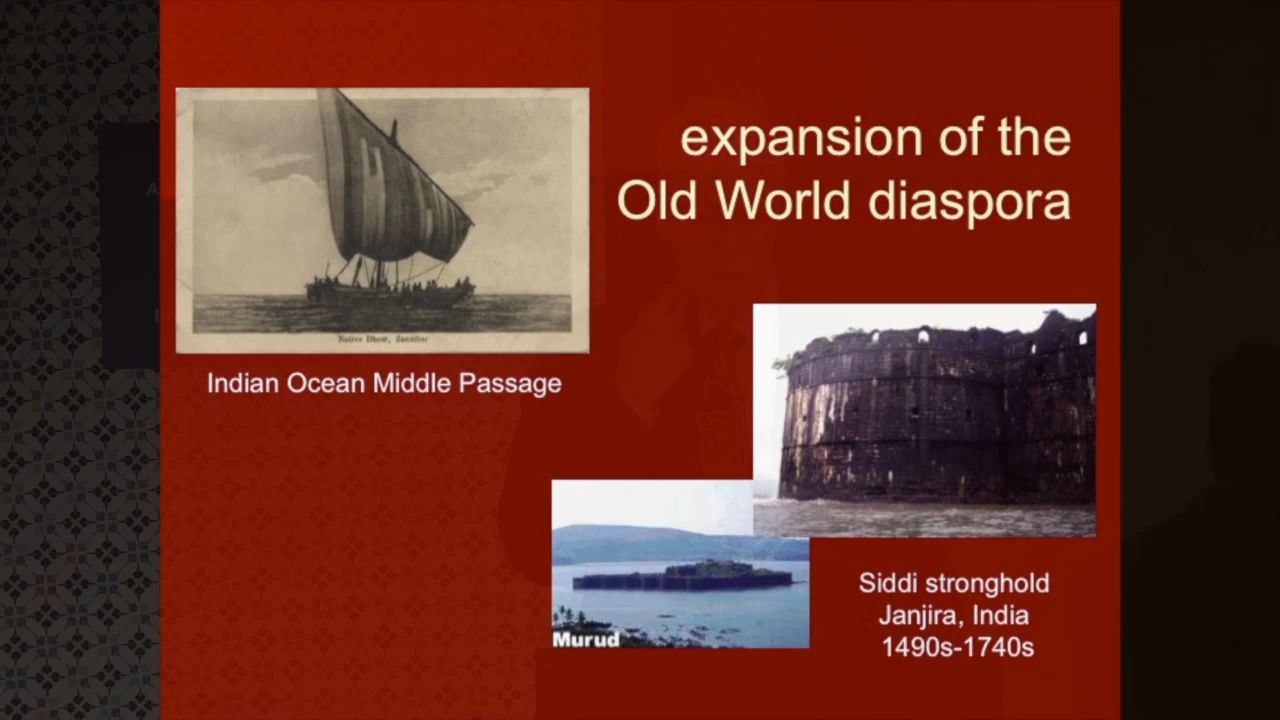 expansion of the
Old World diaspora
Native Dhow, Zanzibar
Indian Ocean Middle Passage
Murud
Siddi stronghold
Janjira, India
1490s-1740s